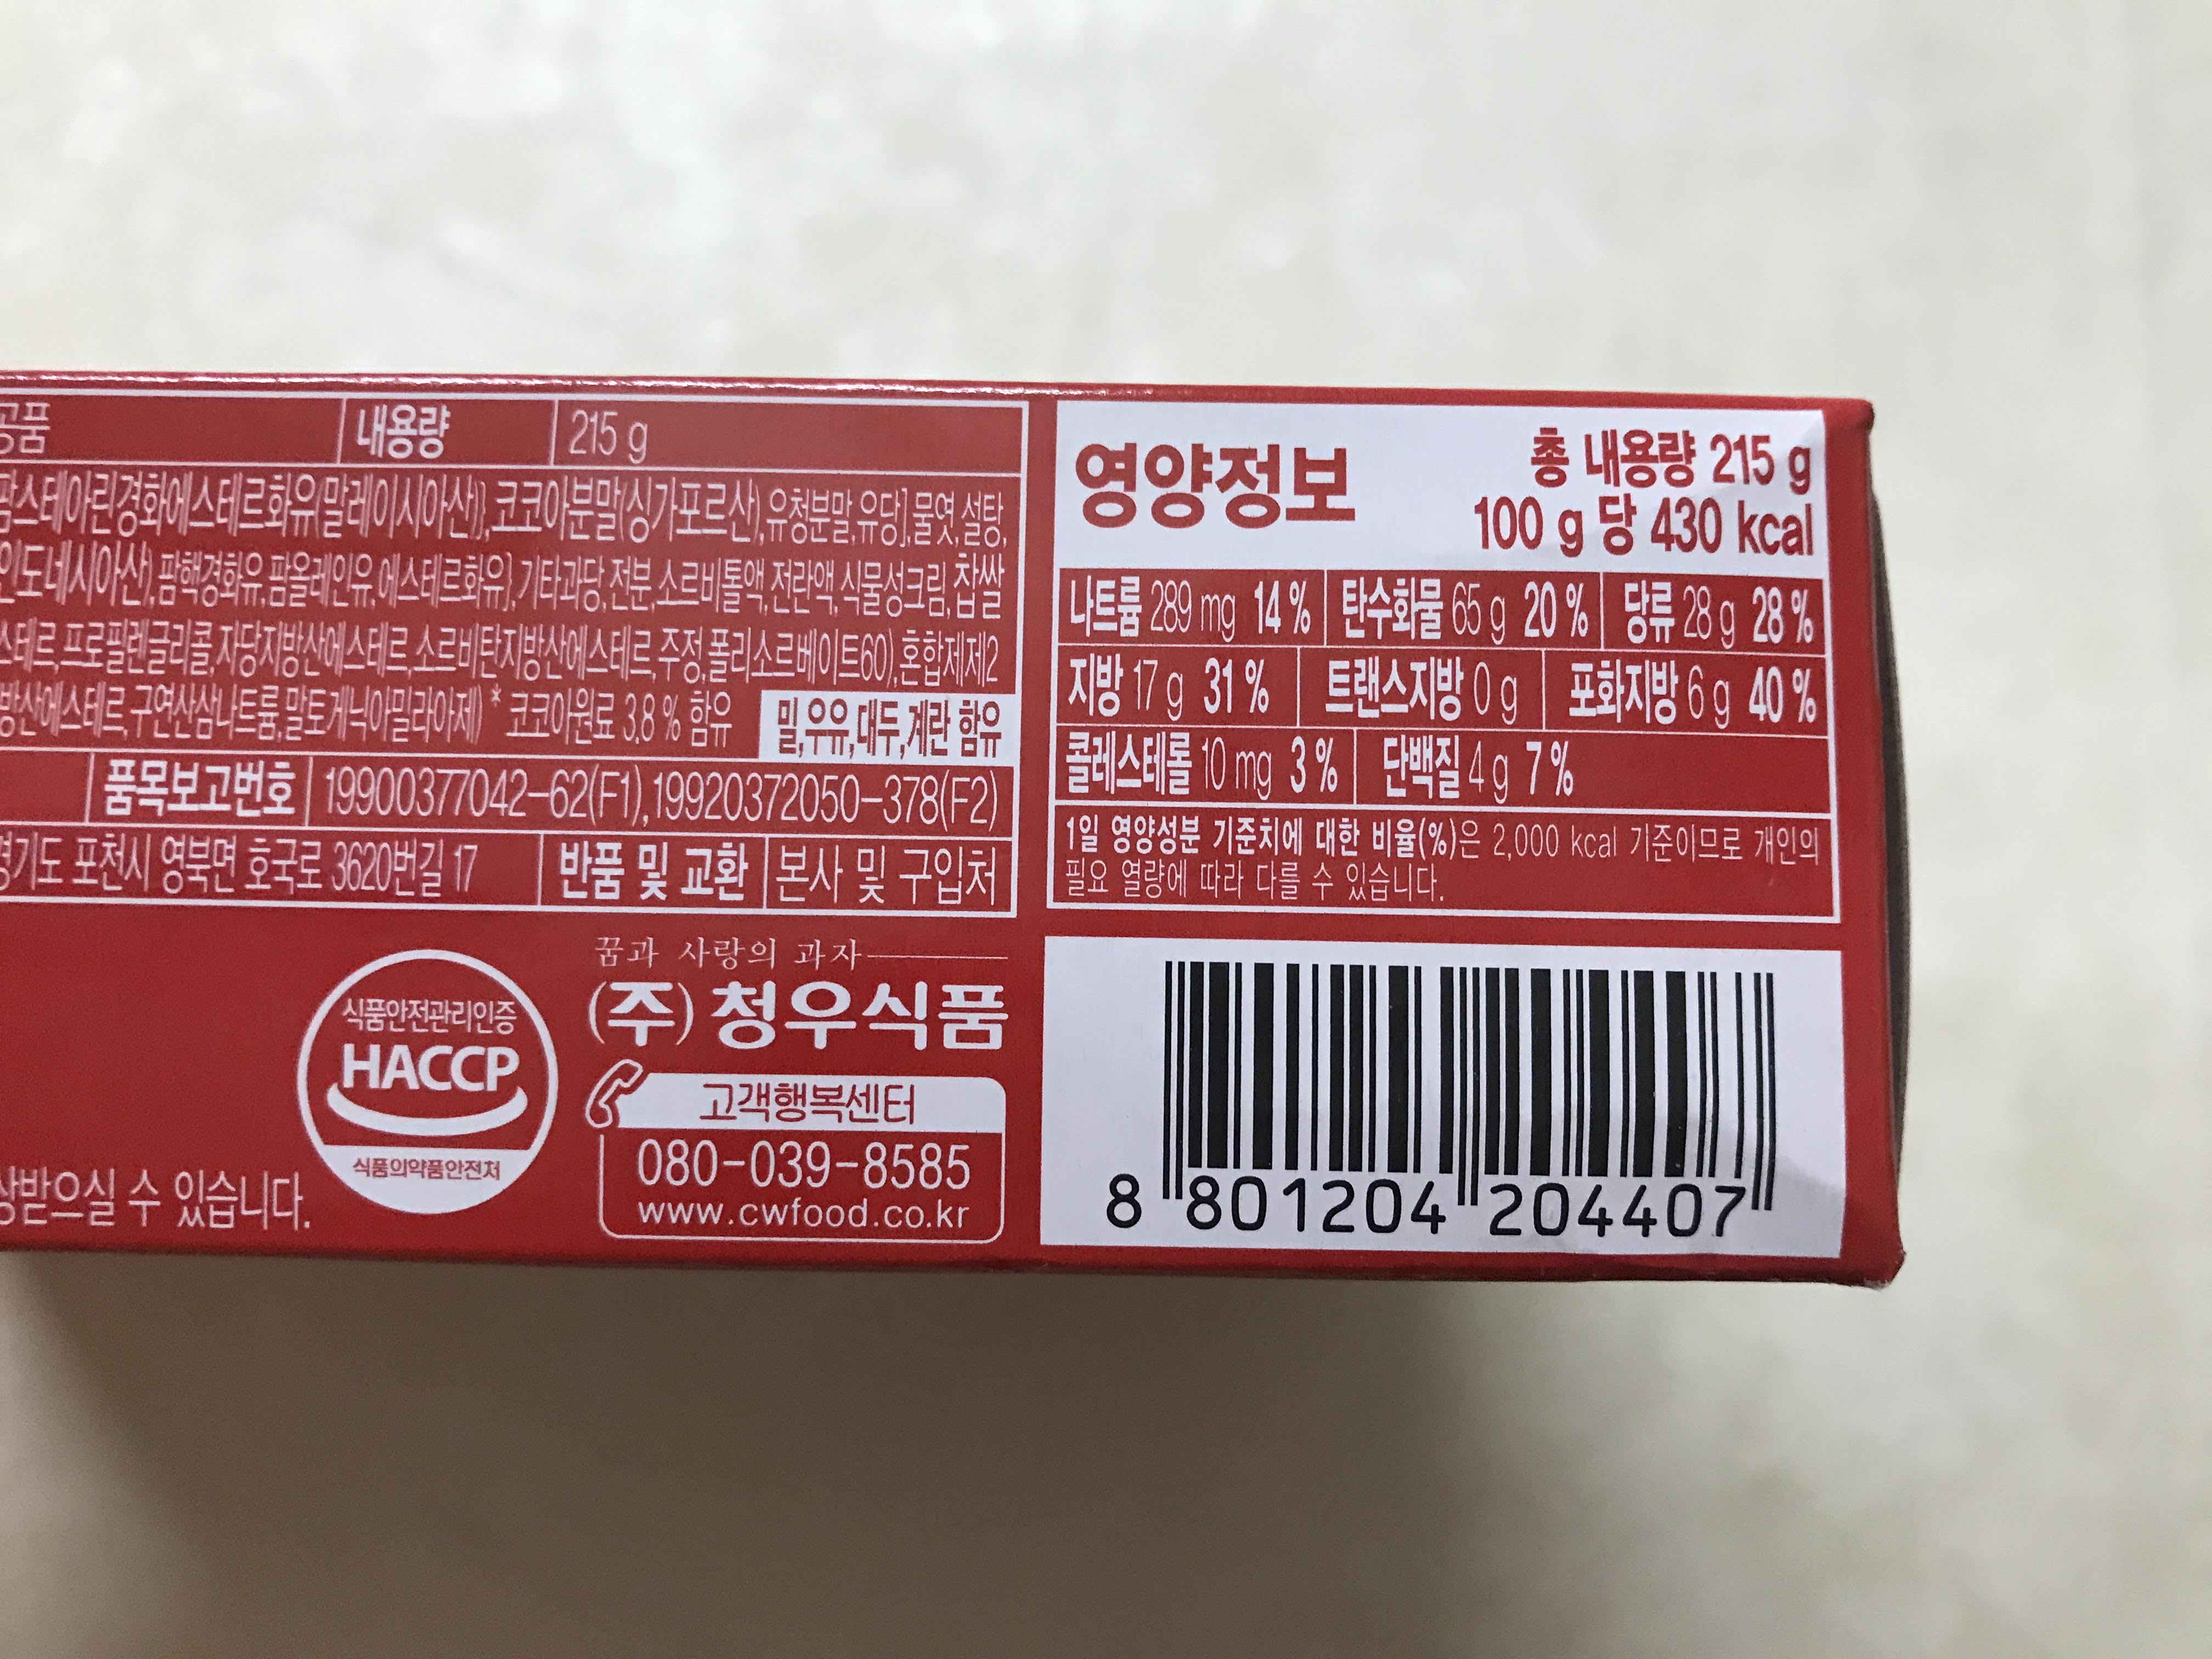 공품 내용량 215 g
팜스테아린경화에스테르화유(말레이시아산)},코코아분말(싱가포르산),유청분말,유당],물엿,설탕,
인도네시아산),팜핵경화유,팜올레인유,에스테르화유},기타과당,전분,소르비톨액,전란액,식물성크림,찹쌀
스테르,프로필렌글리콜,자당지방산에스테르,소르비탄지방산에스테르,주정,폴리소르베이트60),혼합제제2
방산에스테르,구연산삼나트륨,말토게닉아밀라아제) * 코코아원료 3.8 % 함유 밀,우유,대두,계란 함유
품목보고번호 19900377042-62(F1), 19920372050-378(F2)
경기도 포천시 영북면 호국로 3620번길 17 반품 및 교환 본사 및 구입처
상받으실 수 있습니다.
식품안전관리인증
HACCP
식품의약품안전처
꿈과 사랑의 과자
(주) 청우식품
고객행복센터
080-039-8585
www.cwfood.co.kr
영양정보
총 내용량 215 g
100 g 당 430 kcal
나트륨 289 mg 14 % 탄수화물 65 g 20 % 당류 28 g 28 %
지방 17 g 31 % 트랜스지방 0 g 포화지방 6 g 40 %
콜레스테롤 10 mg 3 % 단백질 4 g 7 %
1일 영양성분 기준치에 대한 비율(%)은 2,000 kcal 기준이므로 개인의
필요 열량에 따라 다를 수 있습니다.
8 801204 204407